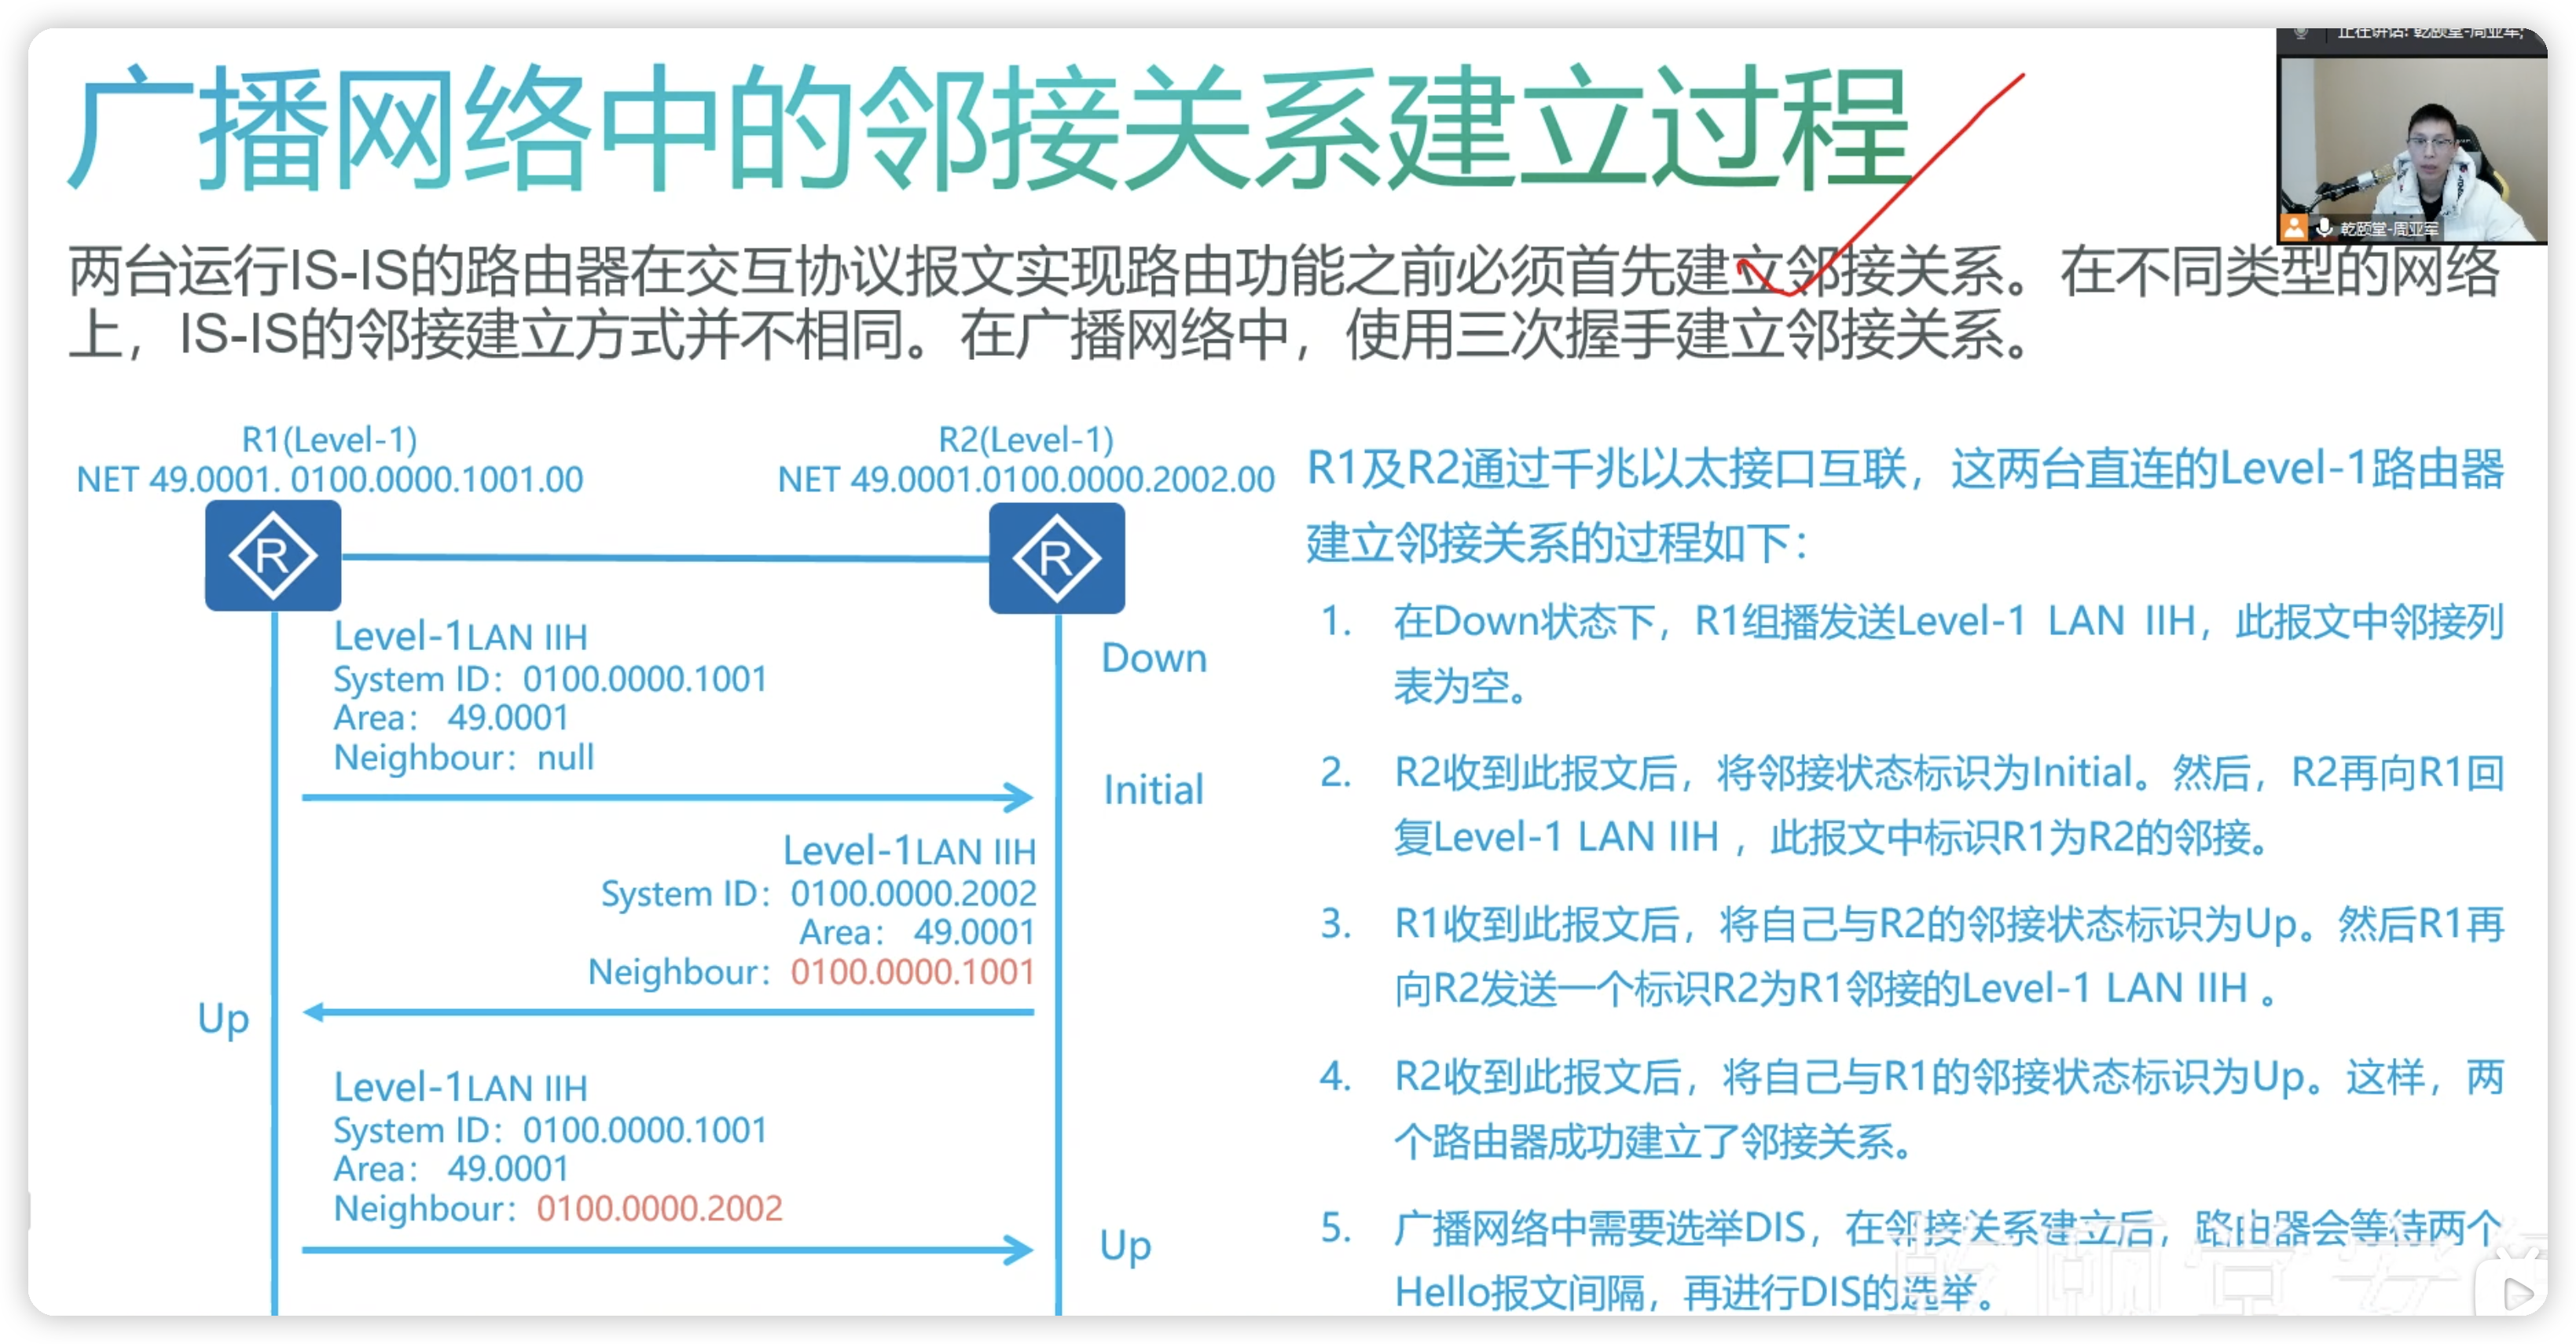 正在讲话: 乾颐堂-周亚军;
广播网络中的邻接关系建立过程
乾颐堂-周亚军
两台运行IS-IS的路由器在交互协议报文实现路由功能之前必须首先建立邻接关系。在不同类型的网络
上，IS-IS的邻接建立方式并不相同。在广播网络中，使用三次握手建立邻接关系。
R1(Level-1)
NET 49.0001. 0100.0000.1001.00
R2(Level-1)
NET 49.0001.0100.0000.2002.00
R
R
Level-1LAN IIH
System ID：0100.0000.1001
Area： 49.0001
Neighbour：null
Down
Initial
Level-1LAN IIH
System ID：0100.0000.2002
Area： 49.0001
Neighbour：0100.0000.1001
Up
Level-1LAN IIH
System ID：0100.0000.1001
Area： 49.0001
Neighbour：0100.0000.2002
Up
R1及R2通过千兆以太接口互联，这两台直连的Level-1路由器
建立邻接关系的过程如下：
1. 在Down状态下，R1组播发送Level-1 LAN IIH，此报文中邻接列
表为空。
2. R2收到此报文后，将邻接状态标识为Initial。然后，R2再向R1回
复Level-1 LAN IIH ，此报文中标识R1为R2的邻接。
3. R1收到此报文后，将自己与R2的邻接状态标识为Up。然后R1再
向R2发送一个标识R2为R1邻接的Level-1 LAN IIH 。
4. R2收到此报文后，将自己与R1的邻接状态标识为Up。这样，两
个路由器成功建立了邻接关系。
5. 广播网络中需要选举DIS，在邻接关系建立后，路由器会等待两个
Hello报文间隔，再进行DIS的选举。
乾颐堂安